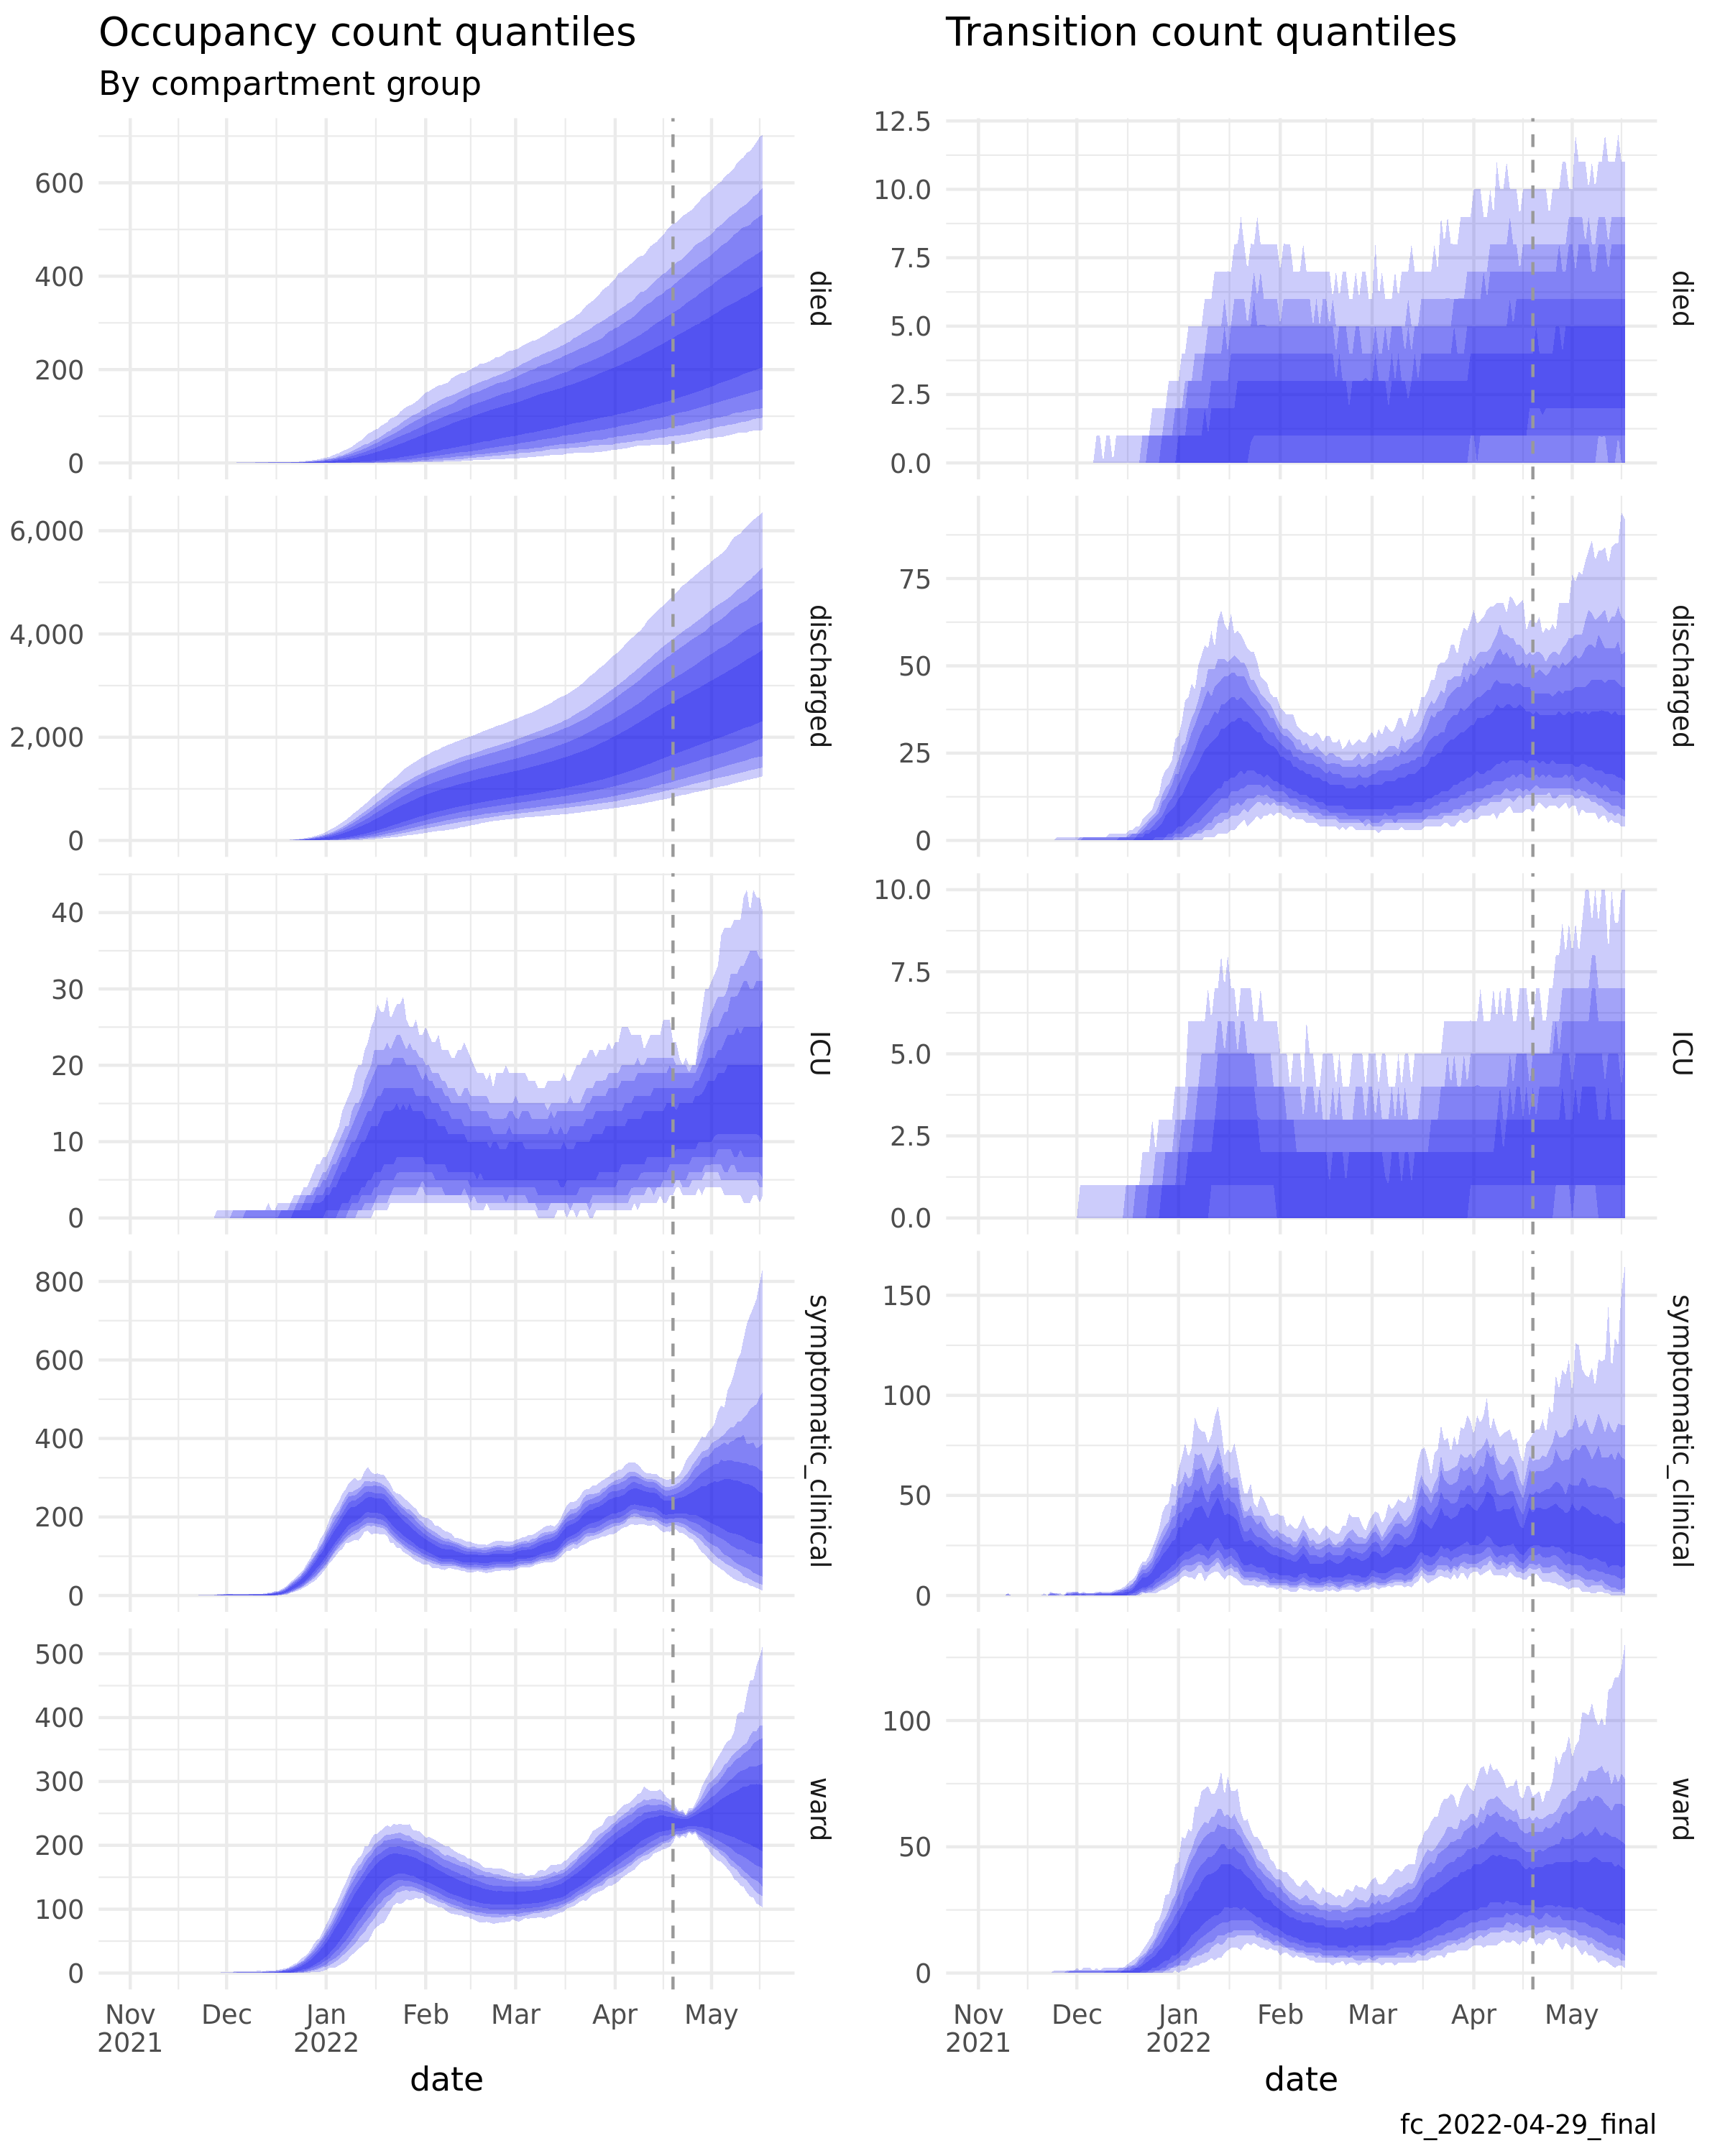 Occupancy count quantiles
By compartment group
Transition count quantiles
600
400
200
0
died
12.5
10.0
7.5
5.0
2.5
0.0
died
6,000
4,000
2,000
0
discharged
75
50
25
0
discharged
40
30
20
10
0
ICU
10.0
7.5
5.0
2.5
0.0
ICU
800
600
400
200
0
symptomatic_clinical
150
100
50
0
symptomatic_clinical
500
400
300
200
100
0
ward
100
50
0
ward
Nov Dec Jan Feb Mar Apr May
2021 2022
date
Nov Dec Jan Feb Mar Apr May
2021 2022
date
fc_2022-04-29_final